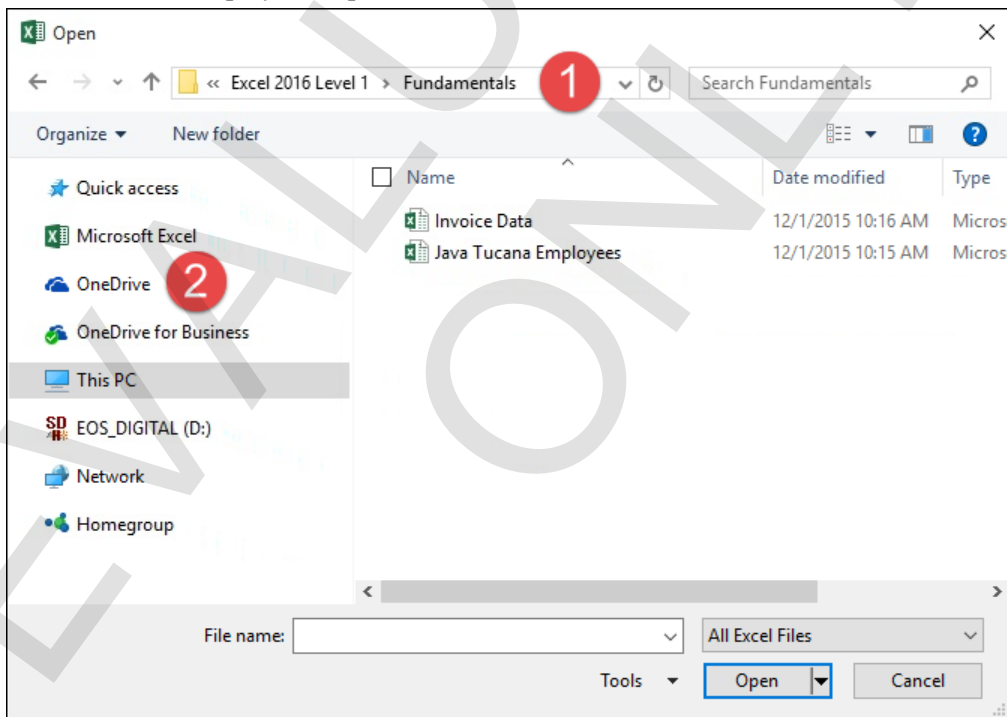 Open
« Excel 2016 Level 1 › Fundamentals 1 Search Fundamentals
Organize New folder
Quick access
Microsoft Excel
OneDrive 2
OneDrive for Business
This PC
EOS_DIGITAL (D:)
Network
Homegroup
Name Date modified Type
Invoice Data 12/1/2015 10:16 AM Micros
Java Tucana Employees 12/1/2015 10:15 AM Micros
File name: All Excel Files
Tools Open Cancel